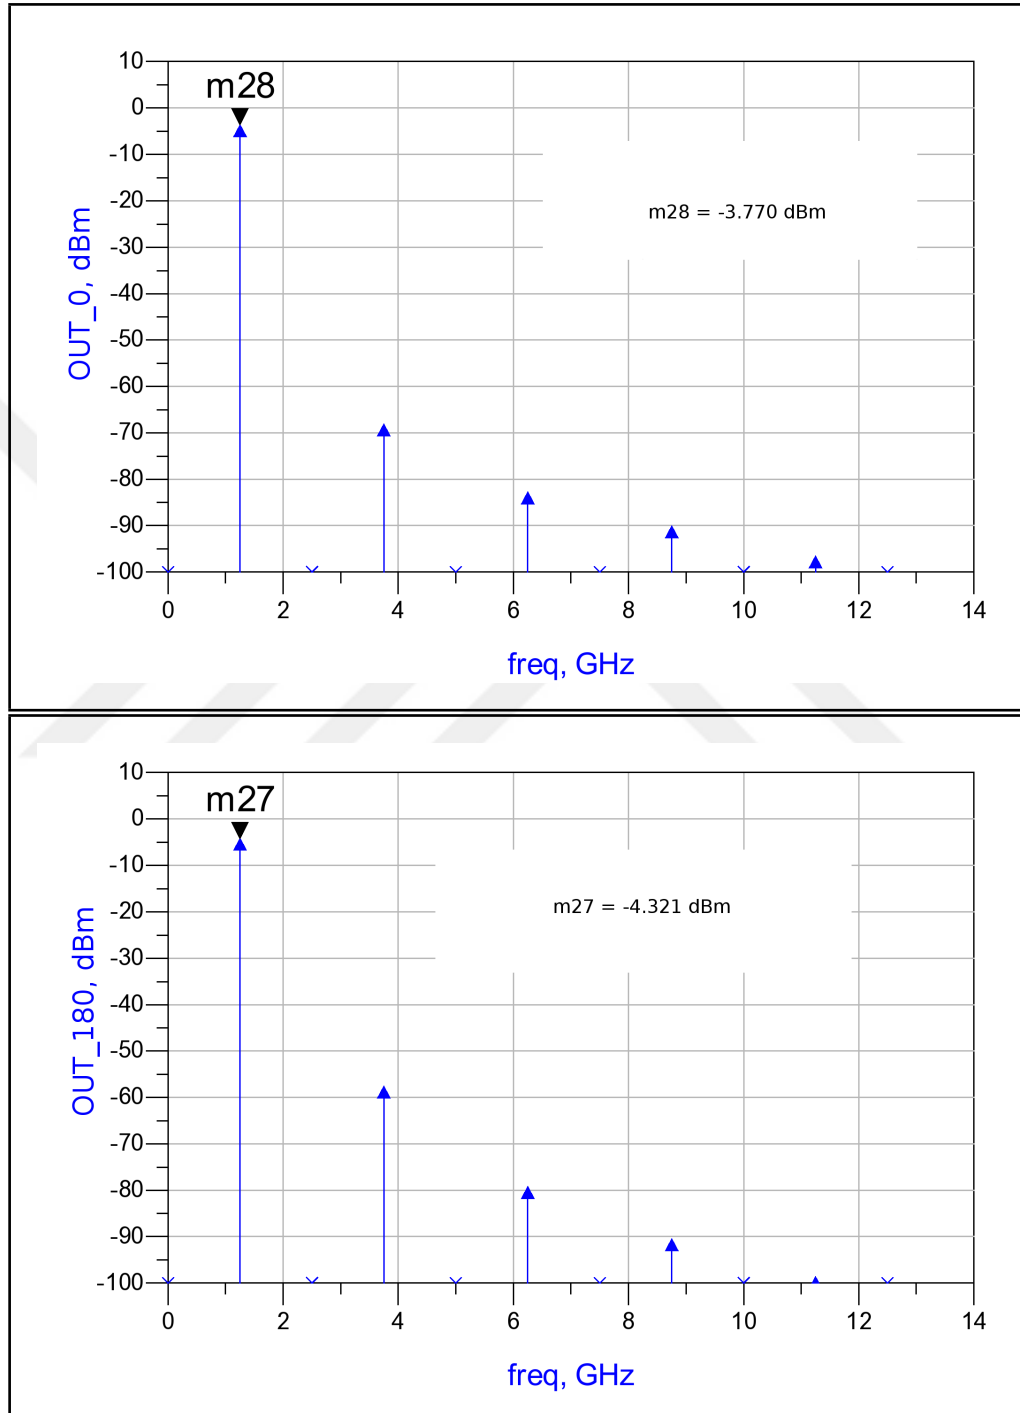 10
m28
0
-10
-20
m28 = -3.770 dBm
-30
-40
-50
-60
-70
-80
-90
-100
OUT_0, dBm
0 2 4 6 8 10 12 14
freq, GHz
10
m27
0
-10
-20
m27 = -4.321 dBm
-30
-40
-50
-60
-70
-80
-90
-100
OUT_180, dBm
0 2 4 6 8 10 12 14
freq, GHz